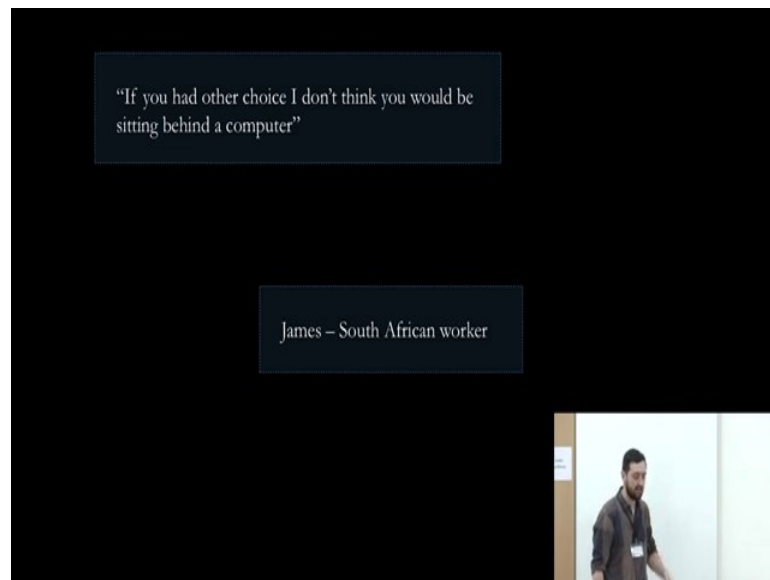 “If you had other choice I don’t think you would be
sitting behind a computer”
James – South African worker